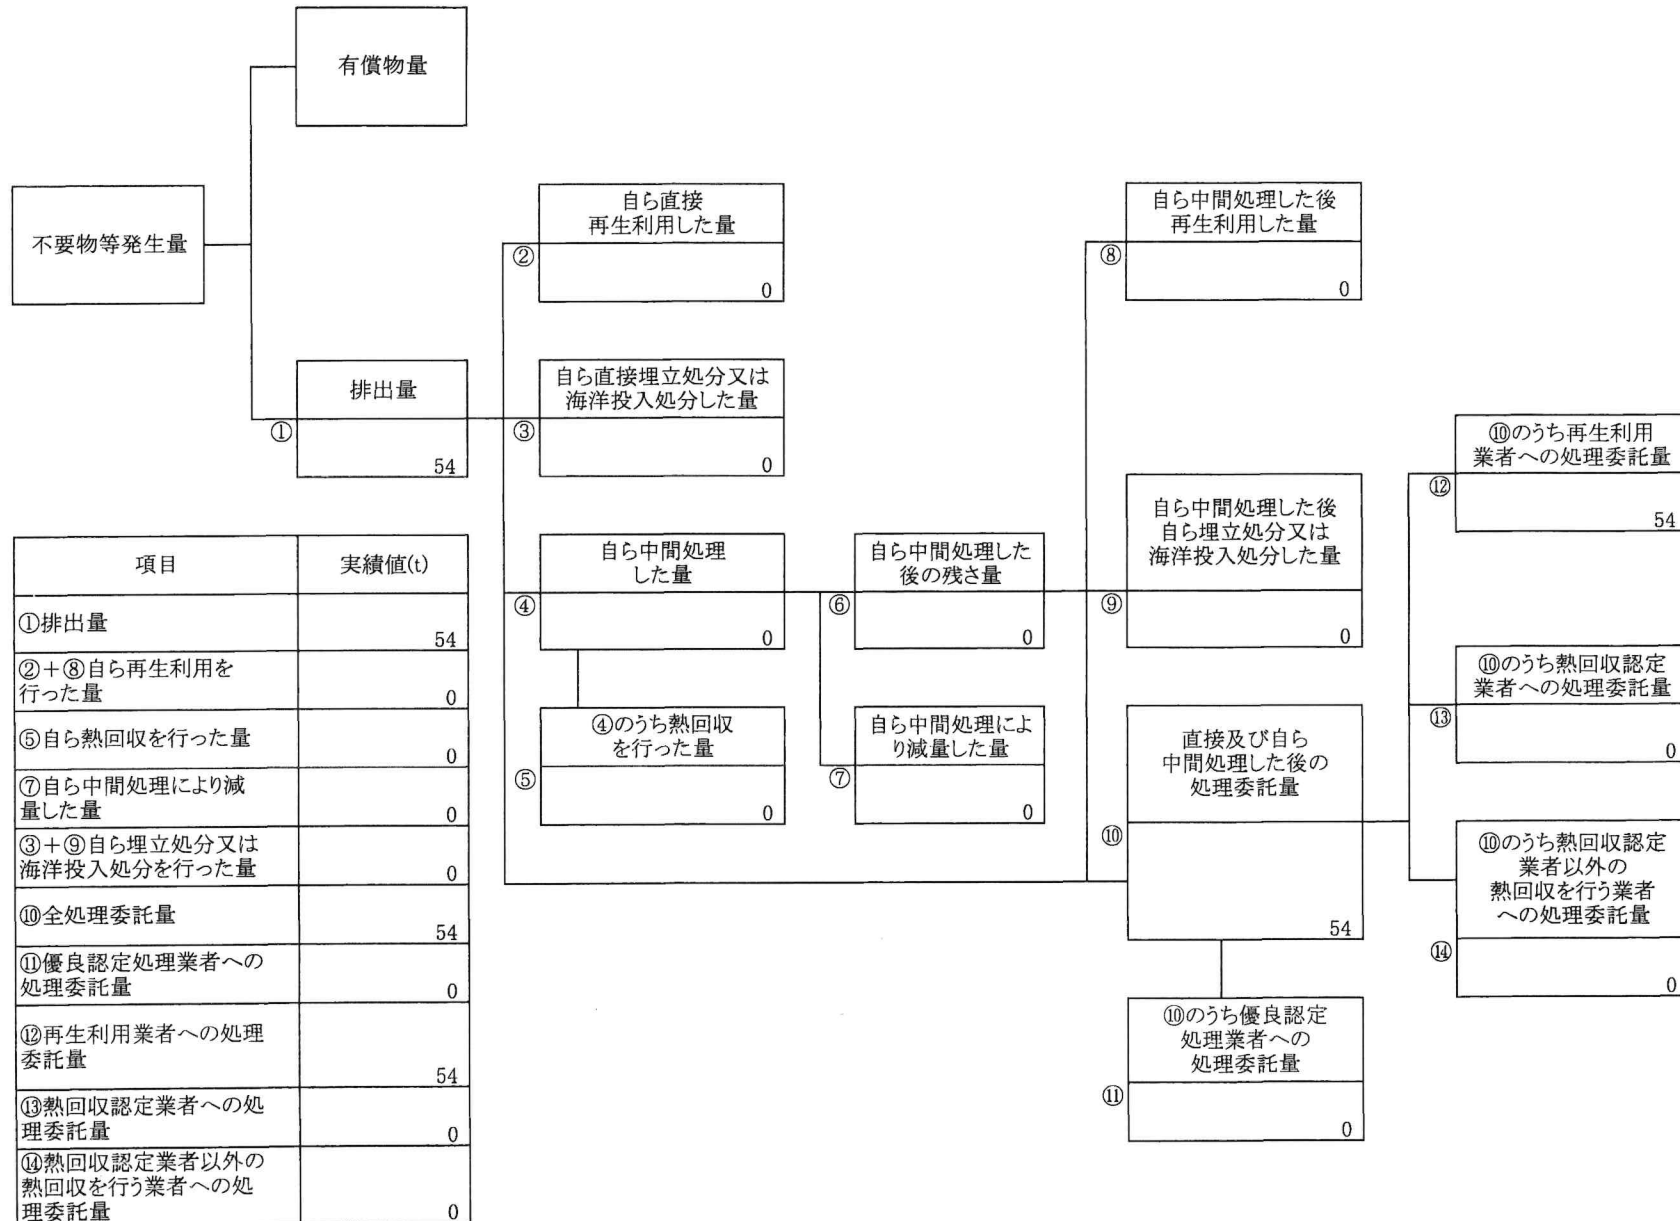 有償物量
不要物等発生量
自ら直接
再生利用した量
②
0
自ら中間処理した後
再生利用した量
⑧
0
排出量
①
54
自ら直接埋立処分又は
海洋投入処分した量
③
0
⑩のうち再生利用
業者への処理委託量
⑫
54
自ら中間処理
した量
④
0
自ら中間処理した
後の残さ量
⑥
0
自ら中間処理した後
自ら埋立処分又は
海洋投入処分した量
⑨
0
⑩のうち熱回収認定
業者への処理委託量
⑬
0
④のうち熱回収
を行った量
⑤
0
自ら中間処理によ
り減量した量
⑦
0
直接及び自ら
中間処理した後の
処理委託量
⑩
54
⑩のうち熱回収認定
業者以外の
熱回収を行う業者
への処理委託量
⑭
0
⑩のうち優良認定
処理業者への
処理委託量
⑪
0
項目 実績値(t)
①排出量
54
②+⑧自ら再生利用を
行った量
0
⑤自ら熱回収を行った量
0
⑦自ら中間処理により減
量した量
0
③+⑨自ら埋立処分又は
海洋投入処分を行った量
0
⑩全処理委託量
54
⑪優良認定処理業者への
処理委託量
0
⑫再生利用業者への処理
委託量
54
⑬熱回収認定業者への処
理委託量
0
⑭熱回収認定業者以外の
熱回収を行う業者への処
理委託量
0